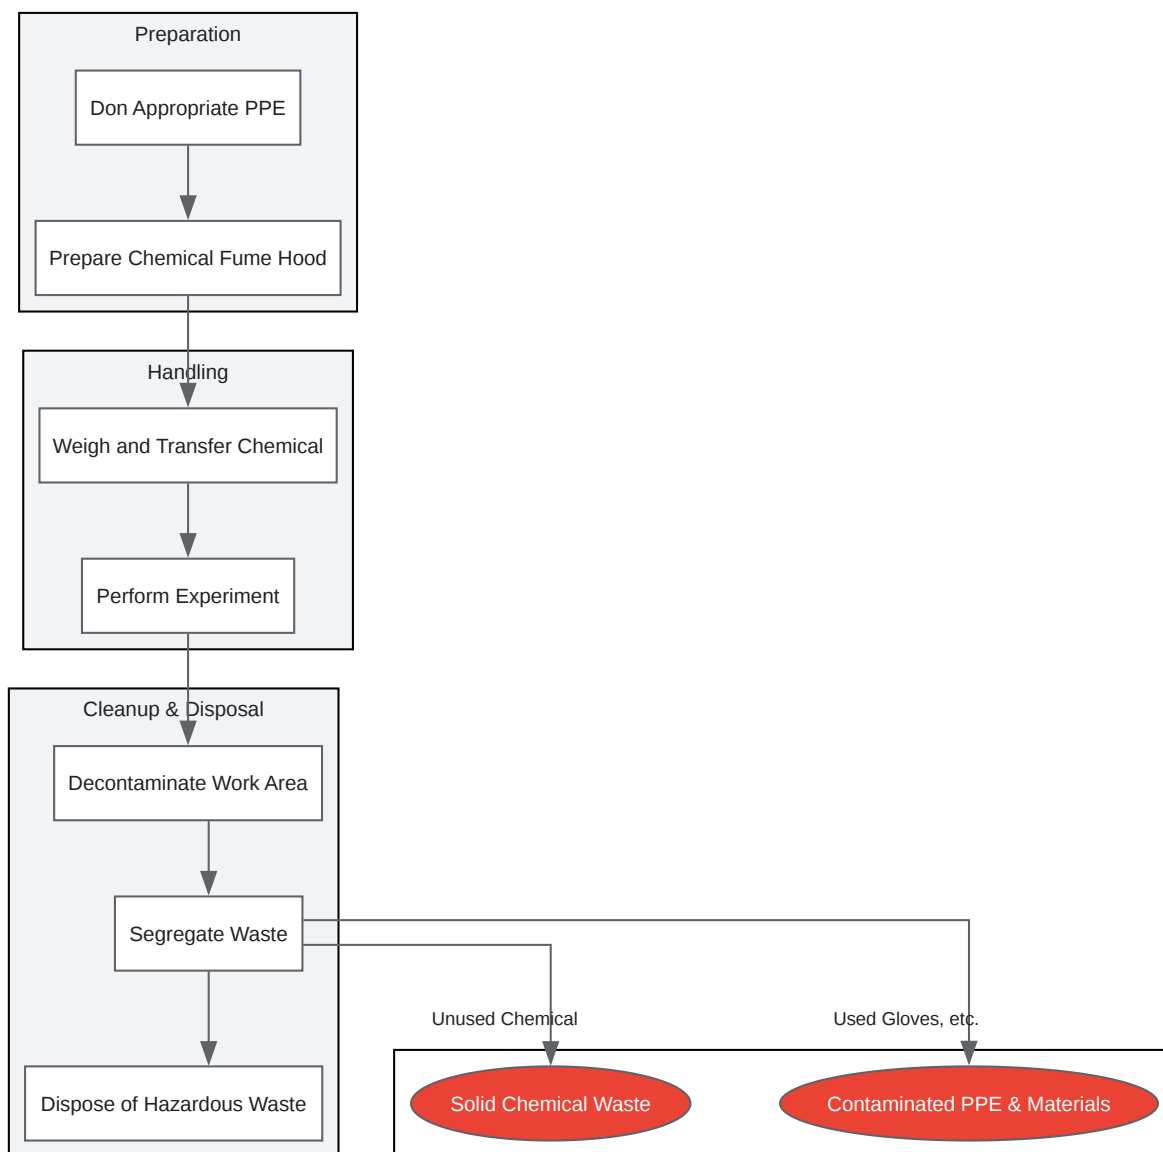 Preparation
Don Appropriate PPE
Prepare Chemical Fume Hood
Handling
Weigh and Transfer Chemical
Perform Experiment
Cleanup & Disposal
Decontaminate Work Area
Segregate Waste
Unused Chemical
Used Gloves, etc.
Dispose of Hazardous Waste
Solid Chemical Waste
Contaminated PPE & Materials